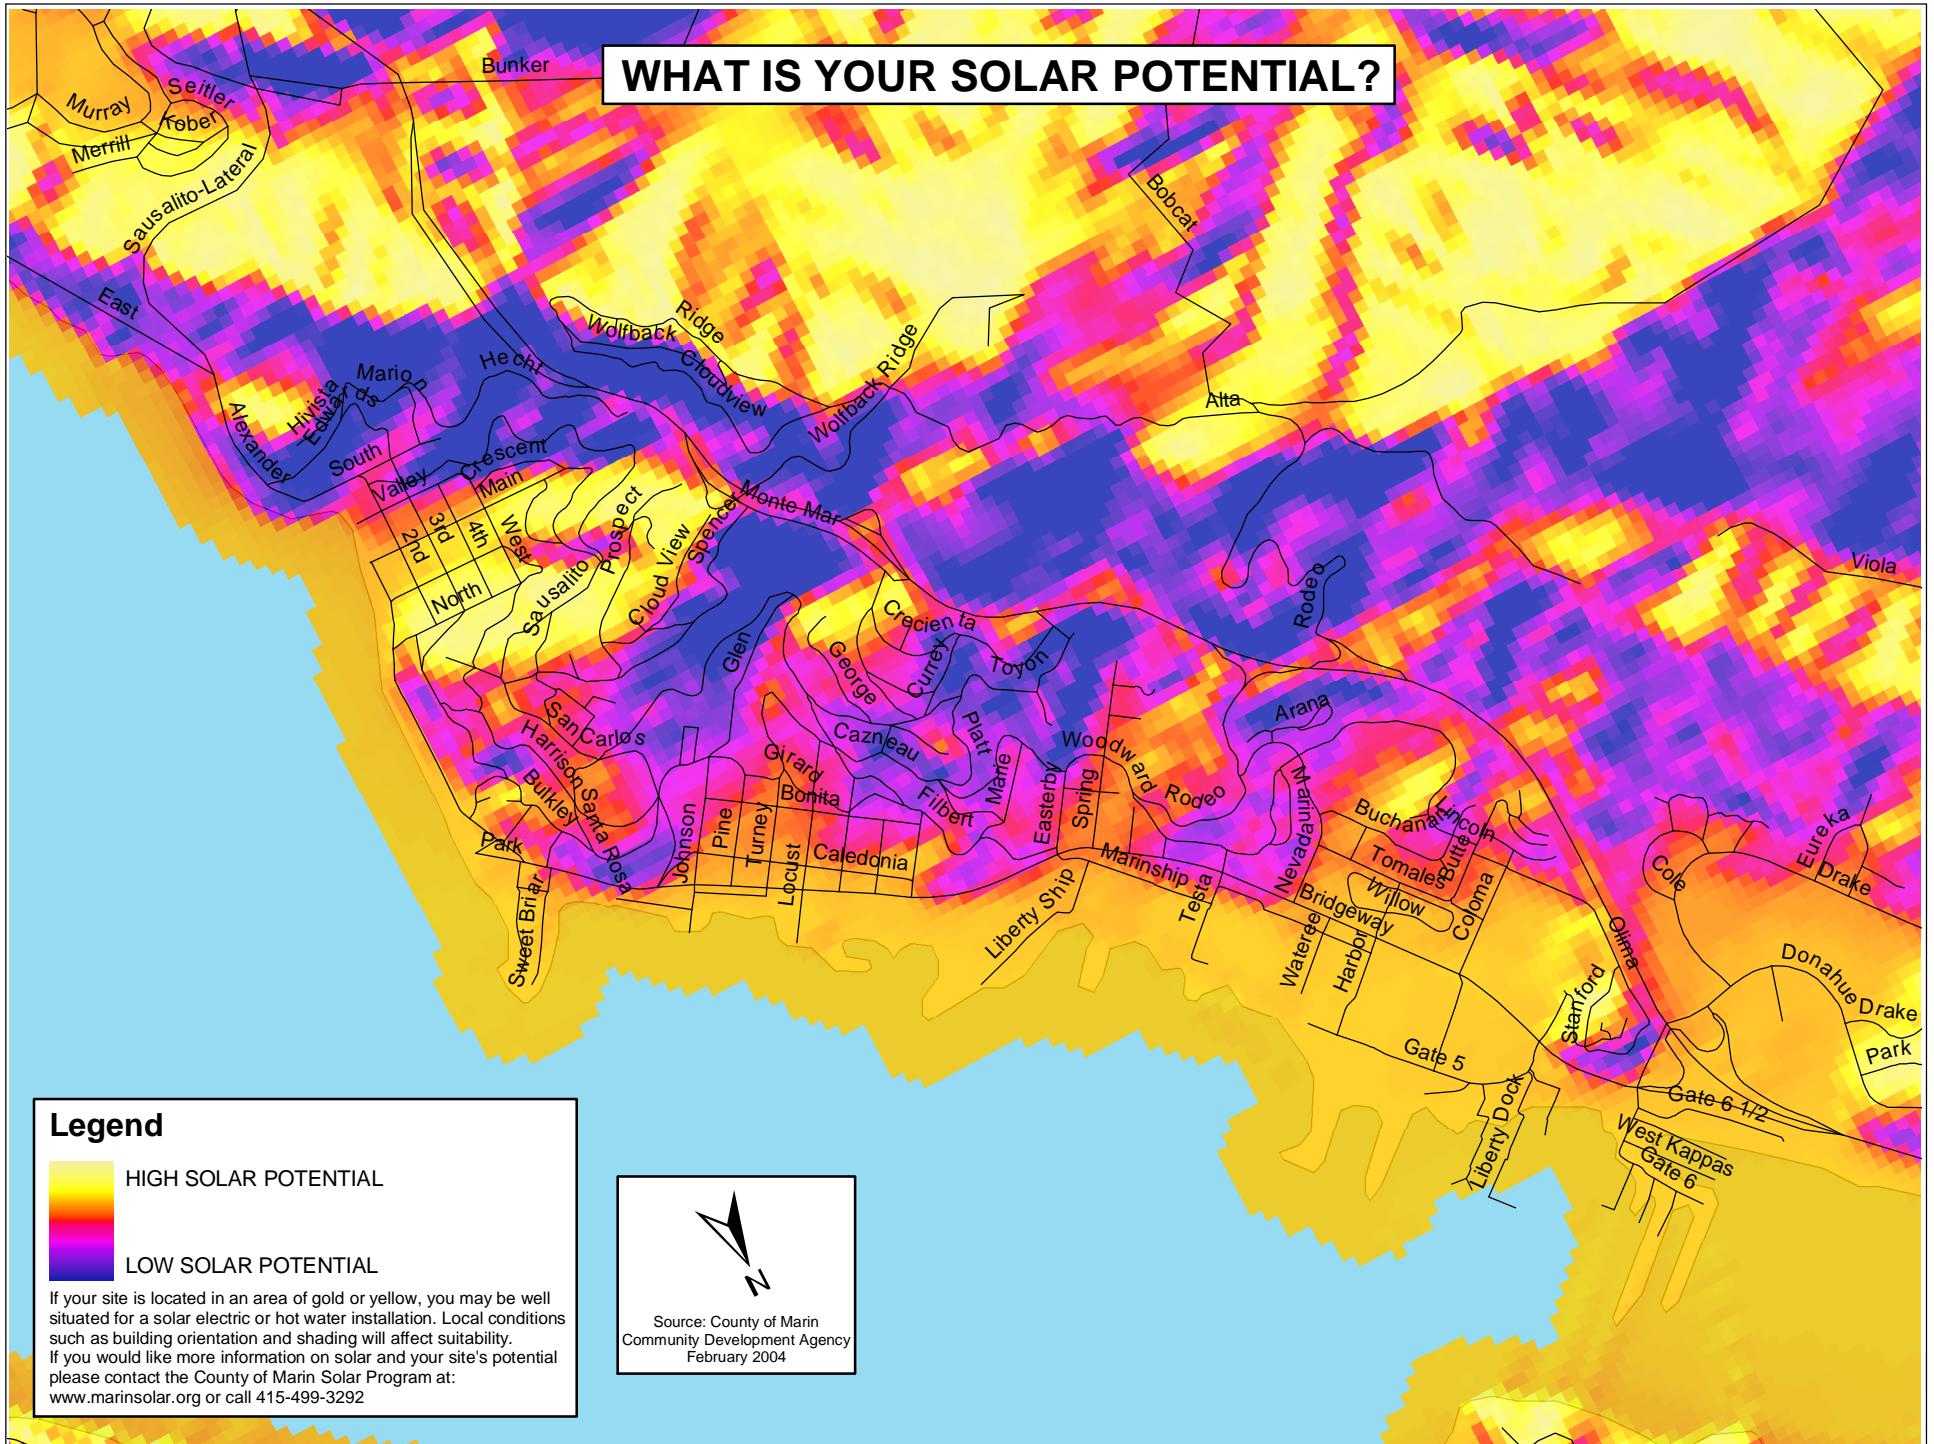 WHAT IS YOUR SOLAR POTENTIAL?
Bunker
Seitler
Murray
Kober
Merrill
Sausalito-Lateral
Bobcat
East
Ridge
Wolfback
Cloudview
Wolfback Ridge
Hecht
Marion
Hivista
Edwards
Alexander
South
Valley
Crescent
Main
Alta
Monte Mar
Spencer
2nd
3rd
4th
West
Prospect
Cloud View
North
Sausalito
Viola
Rodeo
Crecienta
Glen
George
Currey
Toyon
Arana
San Carlos
Harrison
Bulkley
Santa Rosa
Cazneau
Platt
Woodward
Girard
Bonita
Filbert
Marie
Easterby
Spring
Rodeo
Marin
Nevada
Buchanan
Lincoln
Butte
Tomales
Park
Johnson
Pine
Turney
Locust
Caledonia
Marinship
Testa
Bridgeway
Willow
Coloma
Cole
Eureka
Drake
Sweet Briar
Liberty Ship
Wateree
Harbor
Olima
Stanford
Donahue
Drake
Park
Gate 5
Liberty Dock
Gate 6 1/2
West Kappas
Gate 6
Legend
HIGH SOLAR POTENTIAL
LOW SOLAR POTENTIAL
If your site is located in an area of gold or yellow, you may be well
situated for a solar electric or hot water installation. Local conditions
such as building orientation and shading will affect suitability.
If you would like more information on solar and your site's potential
please contact the County of Marin Solar Program at:
www.marinsolar.org or call 415-499-3292
N
Source: County of Marin
Community Development Agency
February 2004